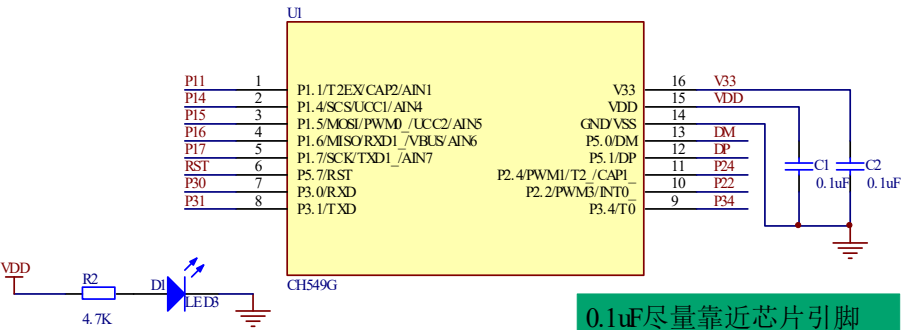 U1
P11 1 P1.1/T2EX/CAP2/AIN1 V33 16 V33
P14 2 P1.4/SCS/UCC1/AIN4 VDD 15 VDD
P15 3 P1.5/MOSI/PWM0_/UCC2/AIN5 GND/VSS 14
P16 4 P1.6/MISO/RXD1_/VBUS/AIN6 P5.0/DM 13 DM
P17 5 P1.7/SCK/TXD1_/AIN7 P5.1/DP 12 DP
RST 6 P5.7/RST P2.4/PWM1/T2_/CAP1_ 11 P24
P30 7 P3.0/RXD P2.2/PWM3/INT0_ 10 P22
P31 8 P3.1/TXD P3.4/T0 9 P34
C1 C2
0.1uF 0.1uF
VDD
R2 D1
CH549G
LED3
4.7K
0.1uF尽量靠近芯片引脚